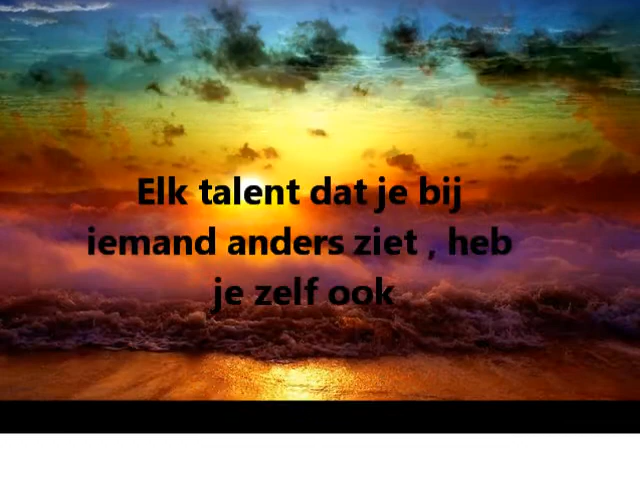 Elk talent dat je bij
iemand anders ziet , heb
je zelf ook